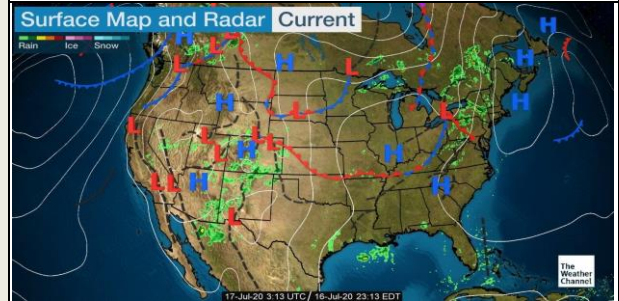 Surface Map and Radar Current
Rain Ice Snow
H
L
H
L
H
L
L
H
H
H
L
L
H
L
L
L
L
L
H
H
L
L
H
H
L
The
Weather
Channel
17-Jul-20 3:13 UTC / 16-Jul-20 23:13 EDT